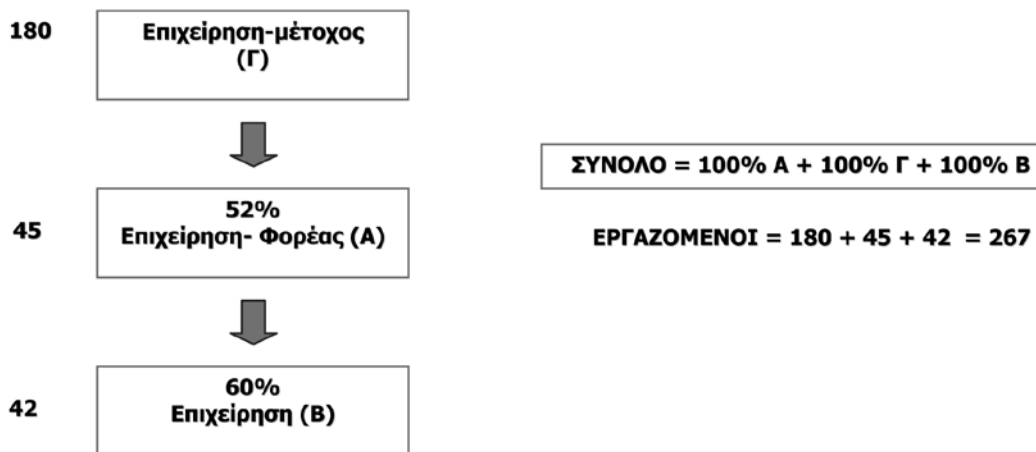 180
Επιχείρηση-μέτοχος
(Γ)
ΣΥΝΟΛΟ = 100% Α + 100% Γ + 100% Β
45
52%
Επιχείρηση- Φορέας (Α)
ΕΡΓΑΖΟΜΕΝΟΙ = 180 + 45 + 42 = 267
42
60%
Επιχείρηση (Β)